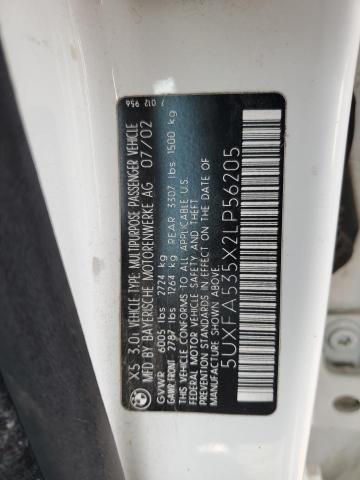 X5 3.0i VEHICLE TYPE: MULTIPURPOSE PASSENGER VEHICLE
MFD BY BAYERISCHE MOTORENWERKE AG 07/02
GVWR 6005 lbs 2724 kg
GAWR FRONT 2787 lbs 1264 kg REAR 3307 lbs 1500 kg
THIS VEHICLE CONFORMS TO ALL APPLICABLE U.S.
FEDERAL MOTOR VEHICLE SAFETY AND THEFT
PREVENTION STANDARDS IN EFFECT ON
THE DATE OF MANUFACTURE SHOWN ABOVE.
5UXFA535X2LP56205
7 012 956